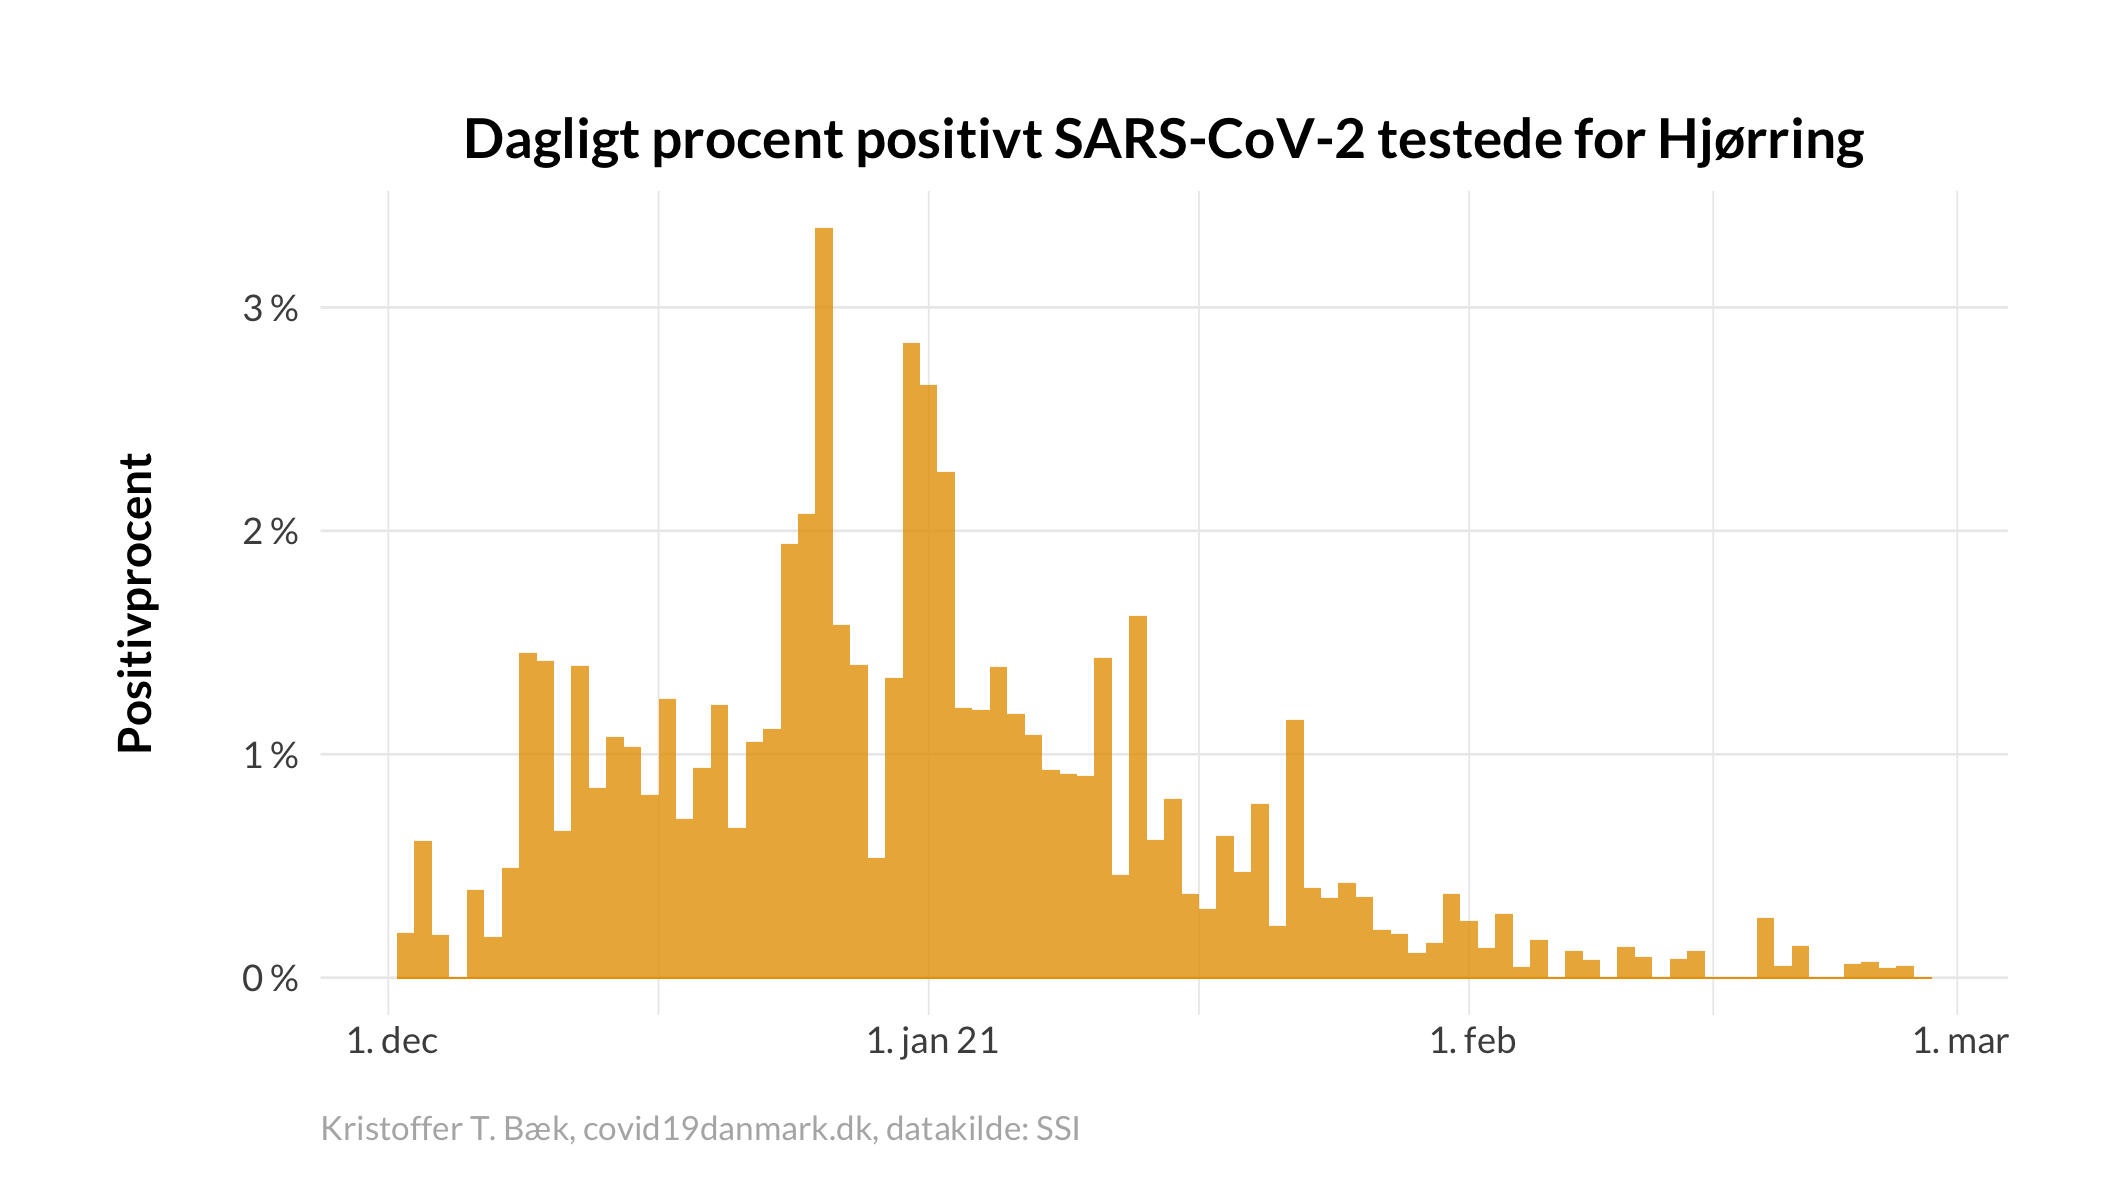 Dagligt procent positivt SARS-CoV-2 testede for Hjørring
Positivprocent
3 %
2 %
1 %
0 %
1. dec
1. jan 21
1. feb
1. mar
Kristoffer T. Bæk, covid19danmark.dk, datakilde: SSI